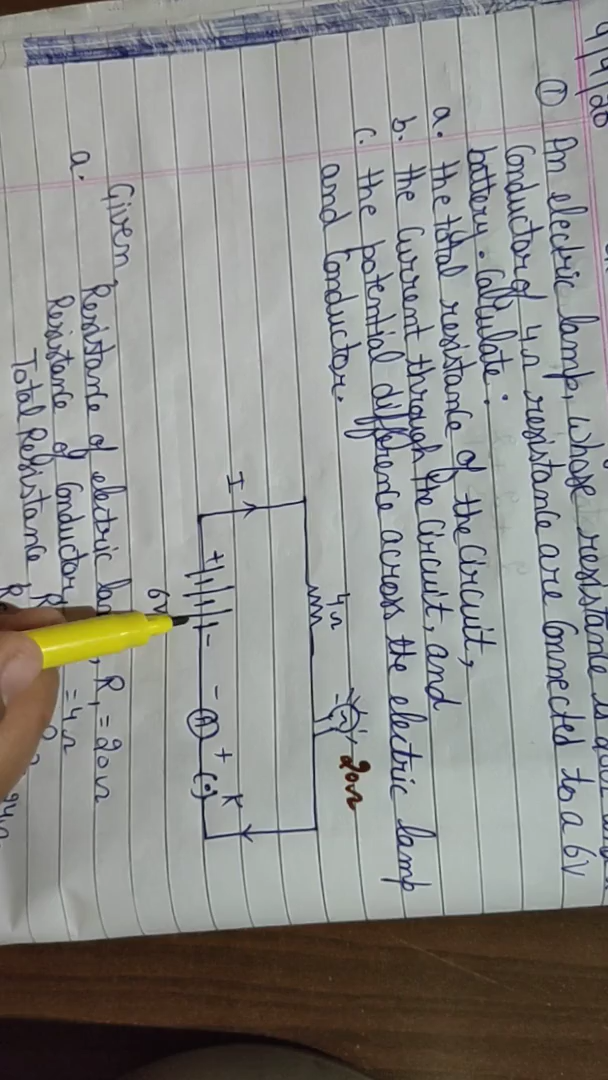 4/4/20
① An electric lamp, whose resistance is
Conductor of 4Ω resistance are Connected to a 6V
battery. Calculate:
a. the total resistance of the circuit,
b. the current through the circuit, and
c. the potential difference across the electric lamp
and Conductor.
4Ω 20Ω
I
+ - - A + (·) K
6V
Given,
a. Resistance of electric , R₁ = 20Ω
Resistance of Conductor = 4Ω
Total Resistance